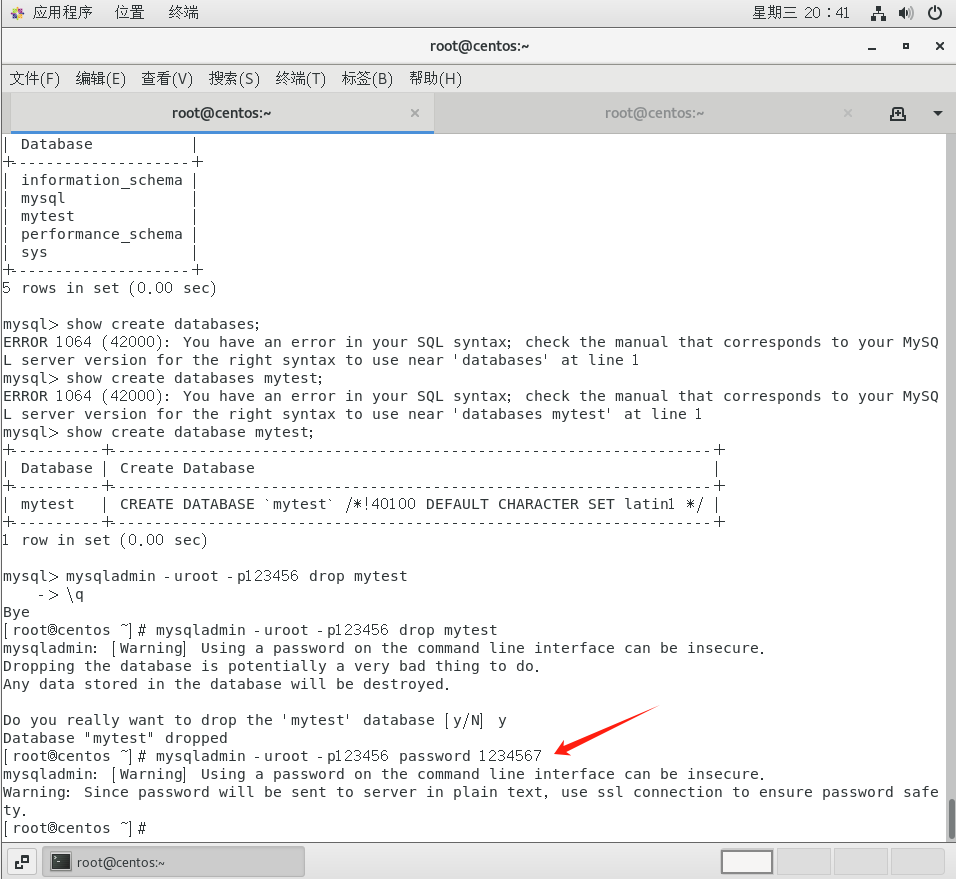 应用程序 位置 终端 星期三 20：41
root@centos:~
文件(F) 编辑(E) 查看(V) 搜索(S) 终端(T) 标签(B) 帮助(H)
root@centos:~ × root@centos:~ ×
| Database           |
+--------------------+
| information_schema |
| mysql              |
| mytest             |
| performance_schema |
| sys                |
+--------------------+
5 rows in set (0.00 sec)
mysql> show create databases;
ERROR 1064 (42000): You have an error in your SQL syntax; check the manual that corresponds to your MySQ
L server version for the right syntax to use near 'databases' at line 1
mysql> show create databases mytest;
ERROR 1064 (42000): You have an error in your SQL syntax; check the manual that corresponds to your MySQ
L server version for the right syntax to use near 'databases mytest' at line 1
mysql> show create database mytest;
+----------+------------------------------------------------------------------+
| Database | Create Database                                                  |
+----------+------------------------------------------------------------------+
| mytest   | CREATE DATABASE `mytest` /*!40100 DEFAULT CHARACTER SET latin1 */ |
+----------+------------------------------------------------------------------+
1 row in set (0.00 sec)
mysql> mysqladmin -uroot -p123456 drop mytest
    -> \q
Bye
[root@centos ~]# mysqladmin -uroot -p123456 drop mytest
mysqladmin: [Warning] Using a password on the command line interface can be insecure.
Dropping the database is potentially a very bad thing to do.
Any data stored in the database will be destroyed.
Do you really want to drop the 'mytest' database [y/N] y
Database "mytest" dropped
[root@centos ~]# mysqladmin -uroot -p123456 password 1234567
mysqladmin: [Warning] Using a password on the command line interface can be insecure.
Warning: Since password will be sent to server in plain text, use ssl connection to ensure password safe
ty.
[root@centos ~]#
root@centos:~